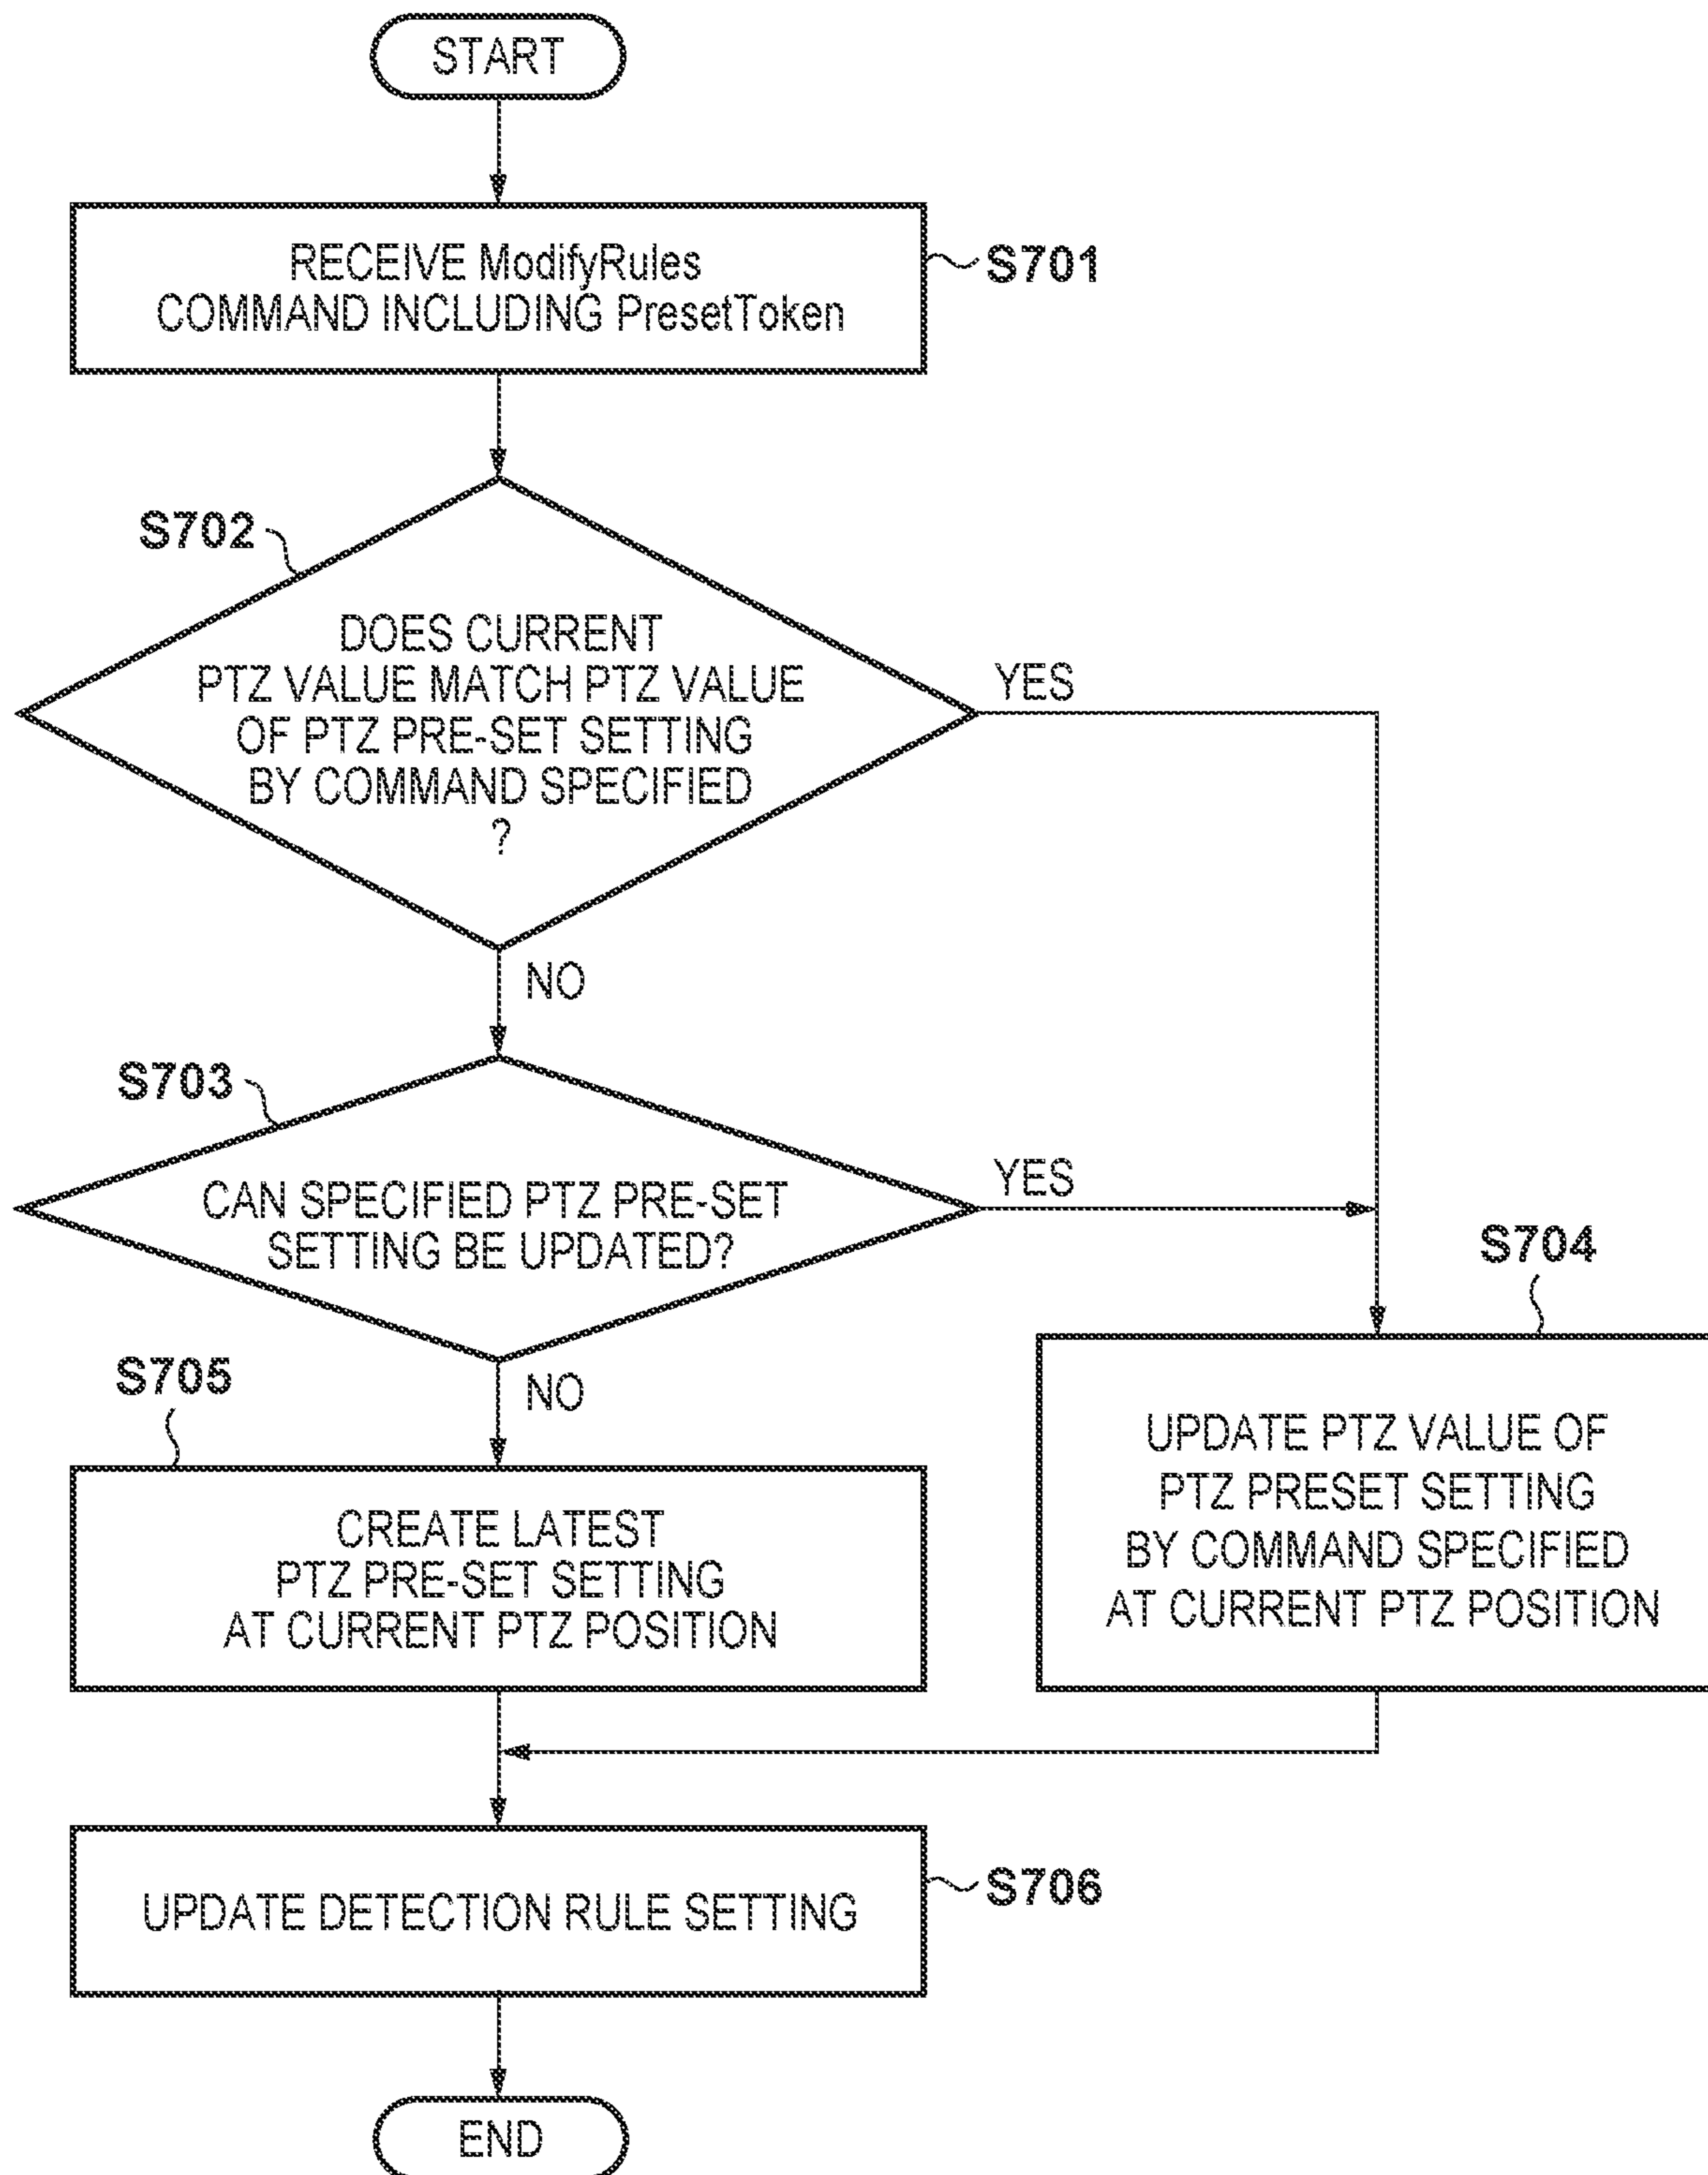 START
RECEIVE ModifyRules
COMMAND INCLUDING PresetToken
S701
S702
DOES CURRENT
PTZ VALUE MATCH PTZ VALUE
OF PTZ PRE-SET SETTING
BY COMMAND SPECIFIED
?
YES
NO
S703
CAN SPECIFIED PTZ PRE-SET
SETTING BE UPDATED?
YES
NO
S704
UPDATE PTZ VALUE OF
PTZ PRESET SETTING
BY COMMAND SPECIFIED
AT CURRENT PTZ POSITION
S705
CREATE LATEST
PTZ PRE-SET SETTING
AT CURRENT PTZ POSITION
UPDATE DETECTION RULE SETTING
S706
END